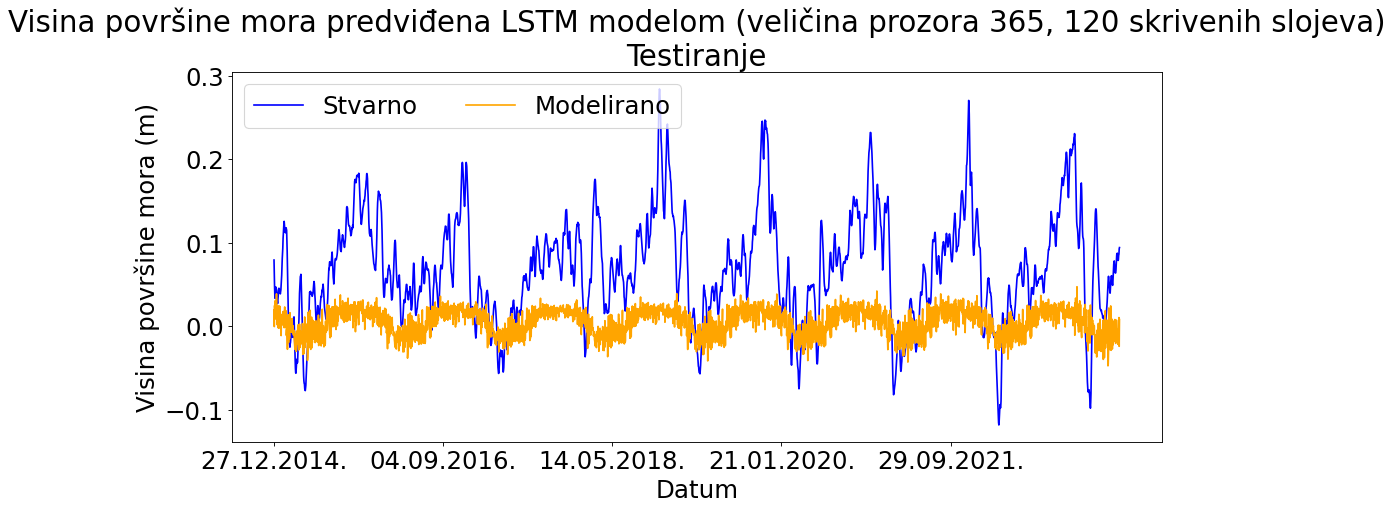 Visina površine mora predviđena LSTM modelom (veličina prozora 365, 120 skrivenih slojeva)
Testiranje
Stvarno
Modelirano
Visina površine mora (m)
0.3
0.2
0.1
0.0
−0.1
27.12.2014.
04.09.2016.
14.05.2018.
21.01.2020.
29.09.2021.
Datum